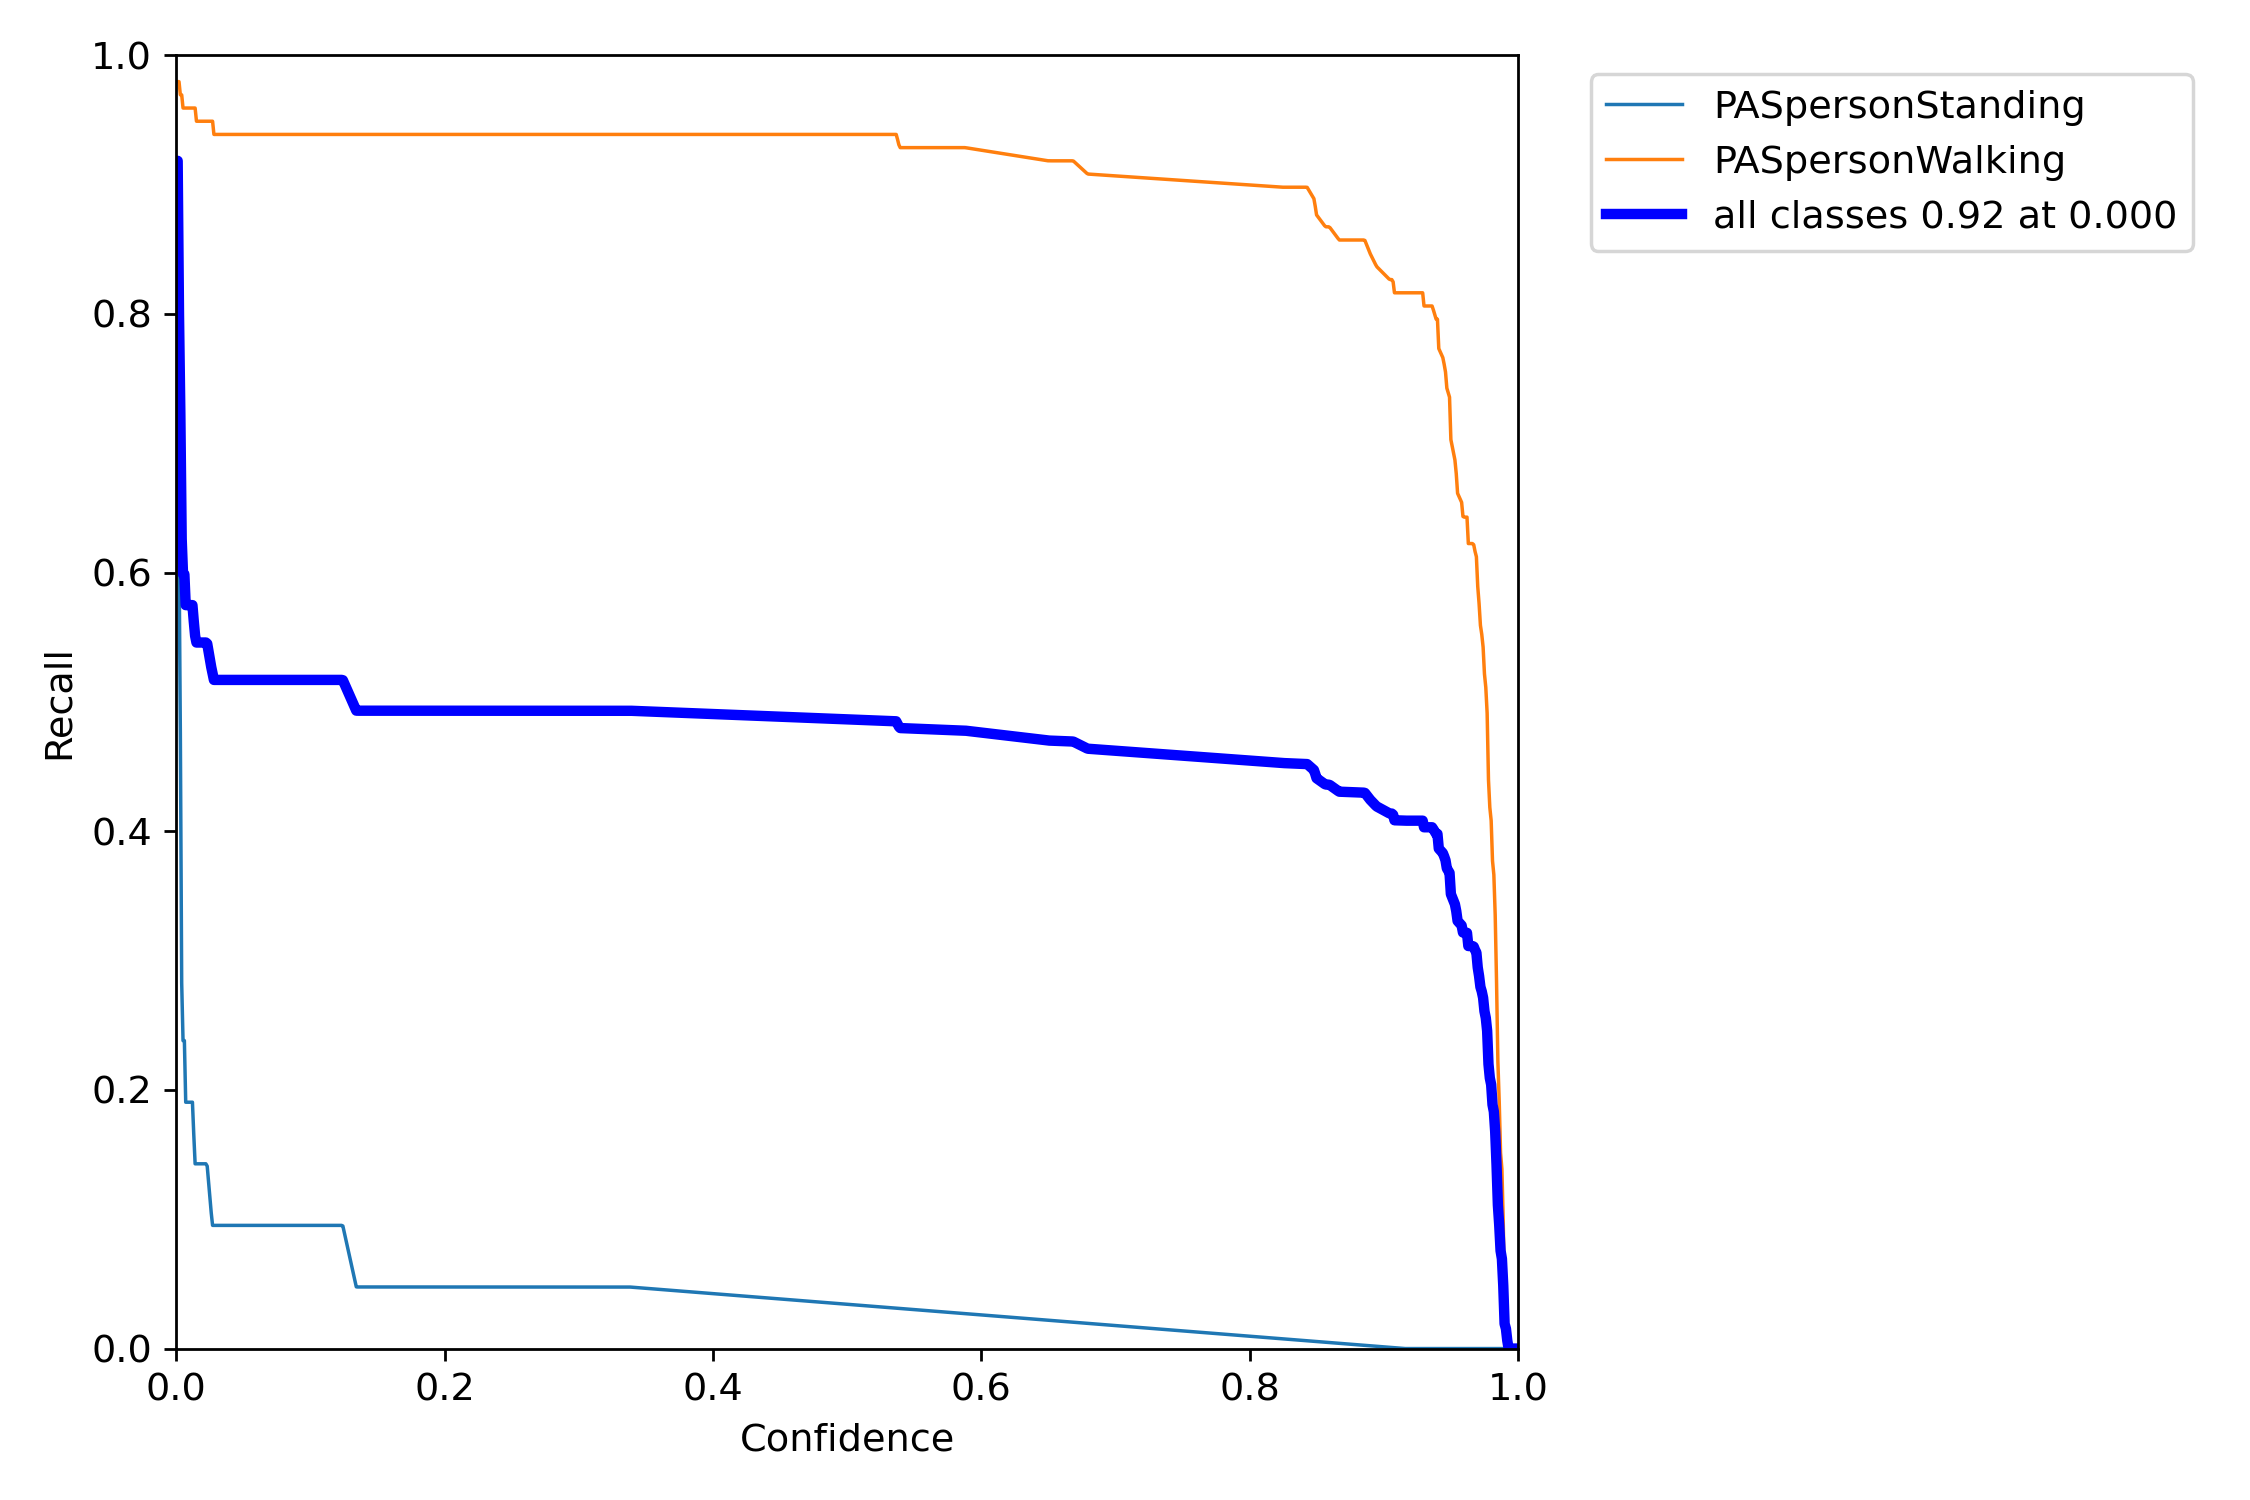 PASpersonStanding
PASpersonWalking
all classes 0.92 at 0.000
1.0
0.8
0.6
0.4
0.2
0.0
Recall
0.0 0.2 0.4 0.6 0.8 1.0
Confidence